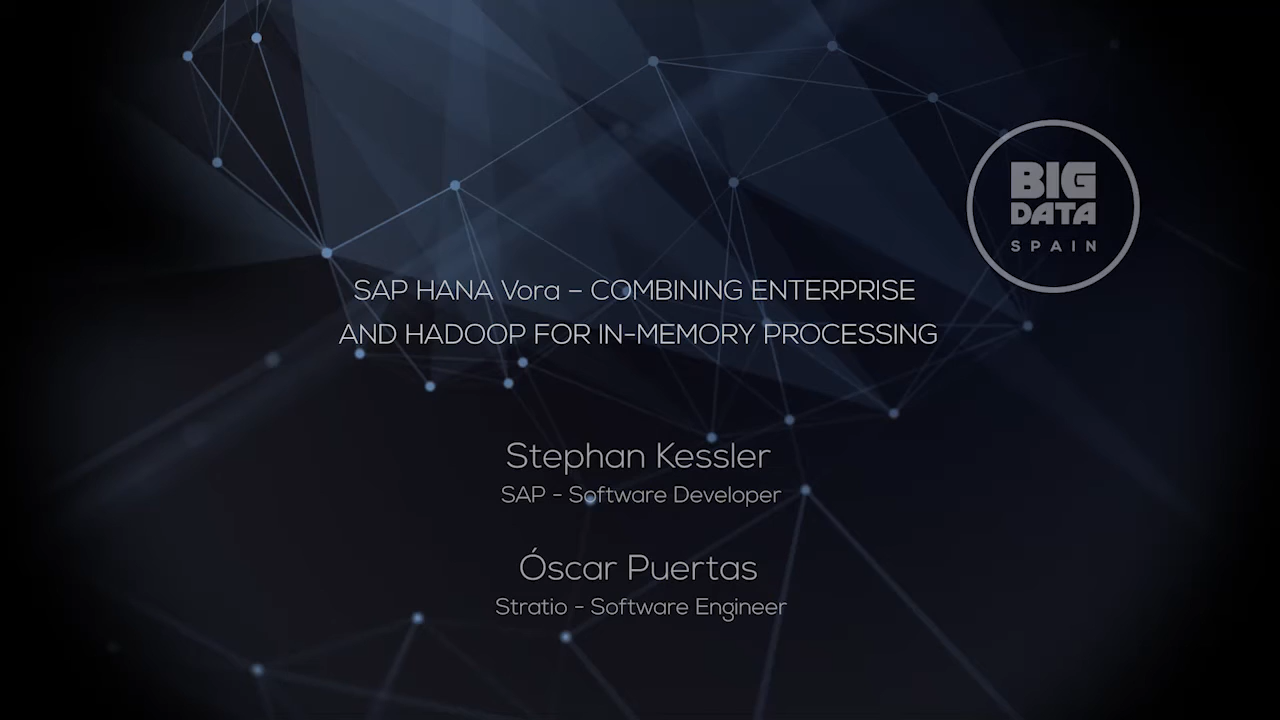 BIG
DATA
SPAIN
SAP HANA Vora – COMBINING ENTERPRISE
AND HADOOP FOR IN-MEMORY PROCESSING
Stephan Kessler
SAP - Software Developer
Óscar Puertas
Stratio - Software Engineer